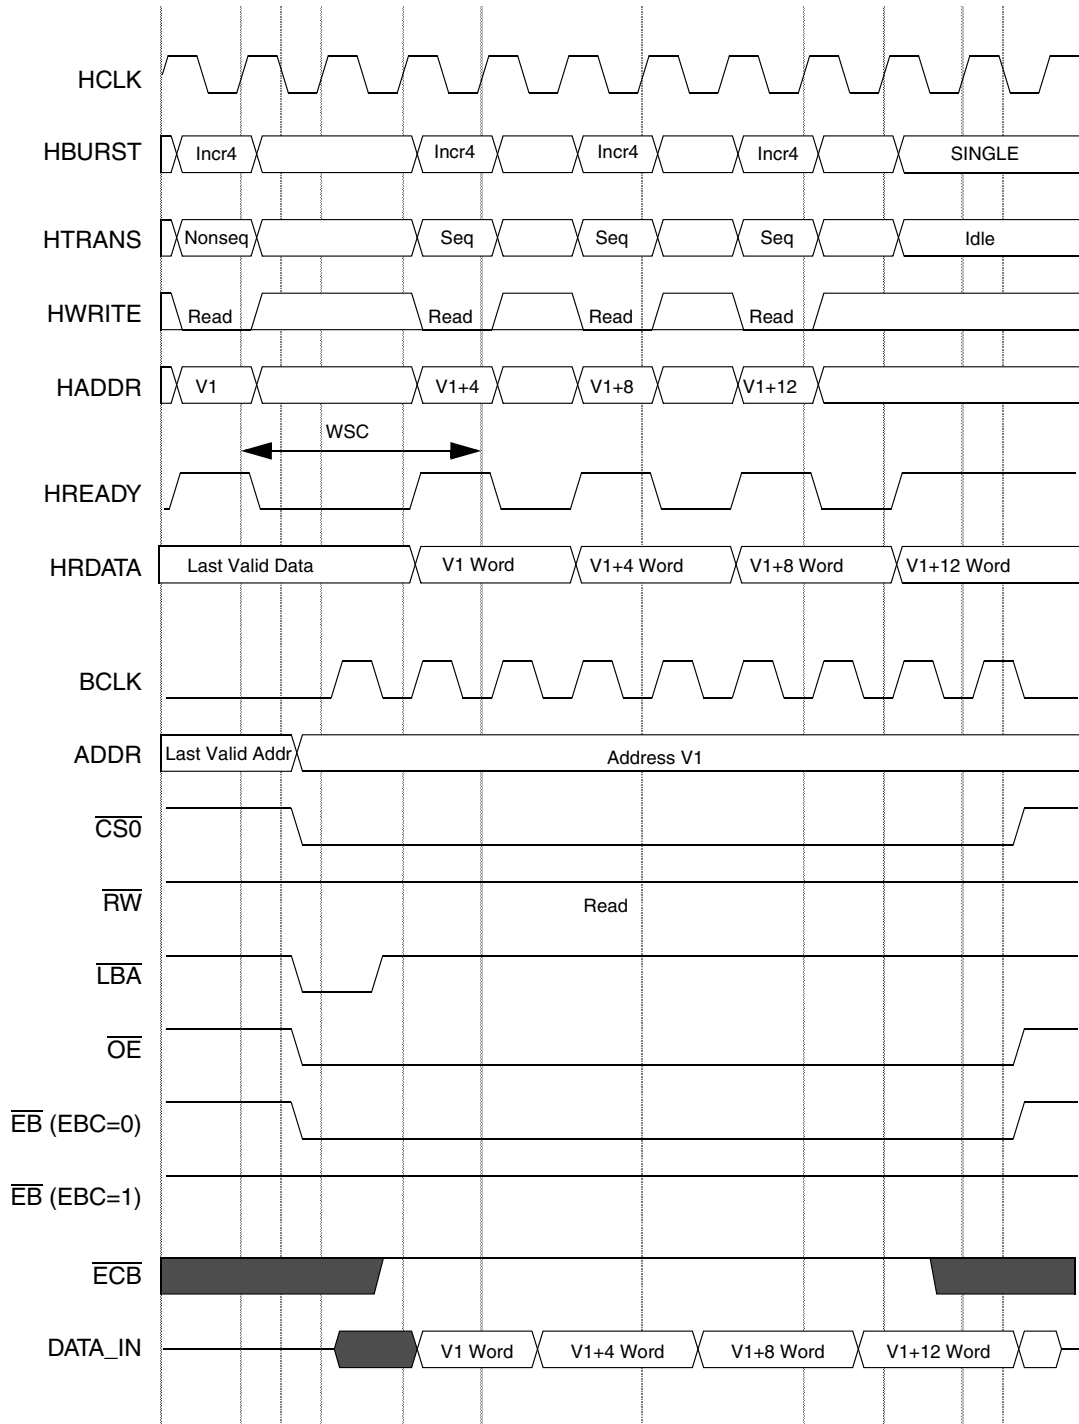 HCLK
HBURST Incr4 Incr4 Incr4 Incr4 SINGLE
HTRANS Nonseq Seq Seq Seq Idle
HWRITE Read Read Read Read
HADDR V1 V1+4 V1+8 V1+12
WSC
HREADY
HRDATA Last Valid Data V1 Word V1+4 Word V1+8 Word V1+12 Word
BCLK
ADDR Last Valid Addr Address V1
CS0
RW Read
LBA
OE
EB (EBC=0)
EB (EBC=1)
ECB
DATA_IN V1 Word V1+4 Word V1+8 Word V1+12 Word